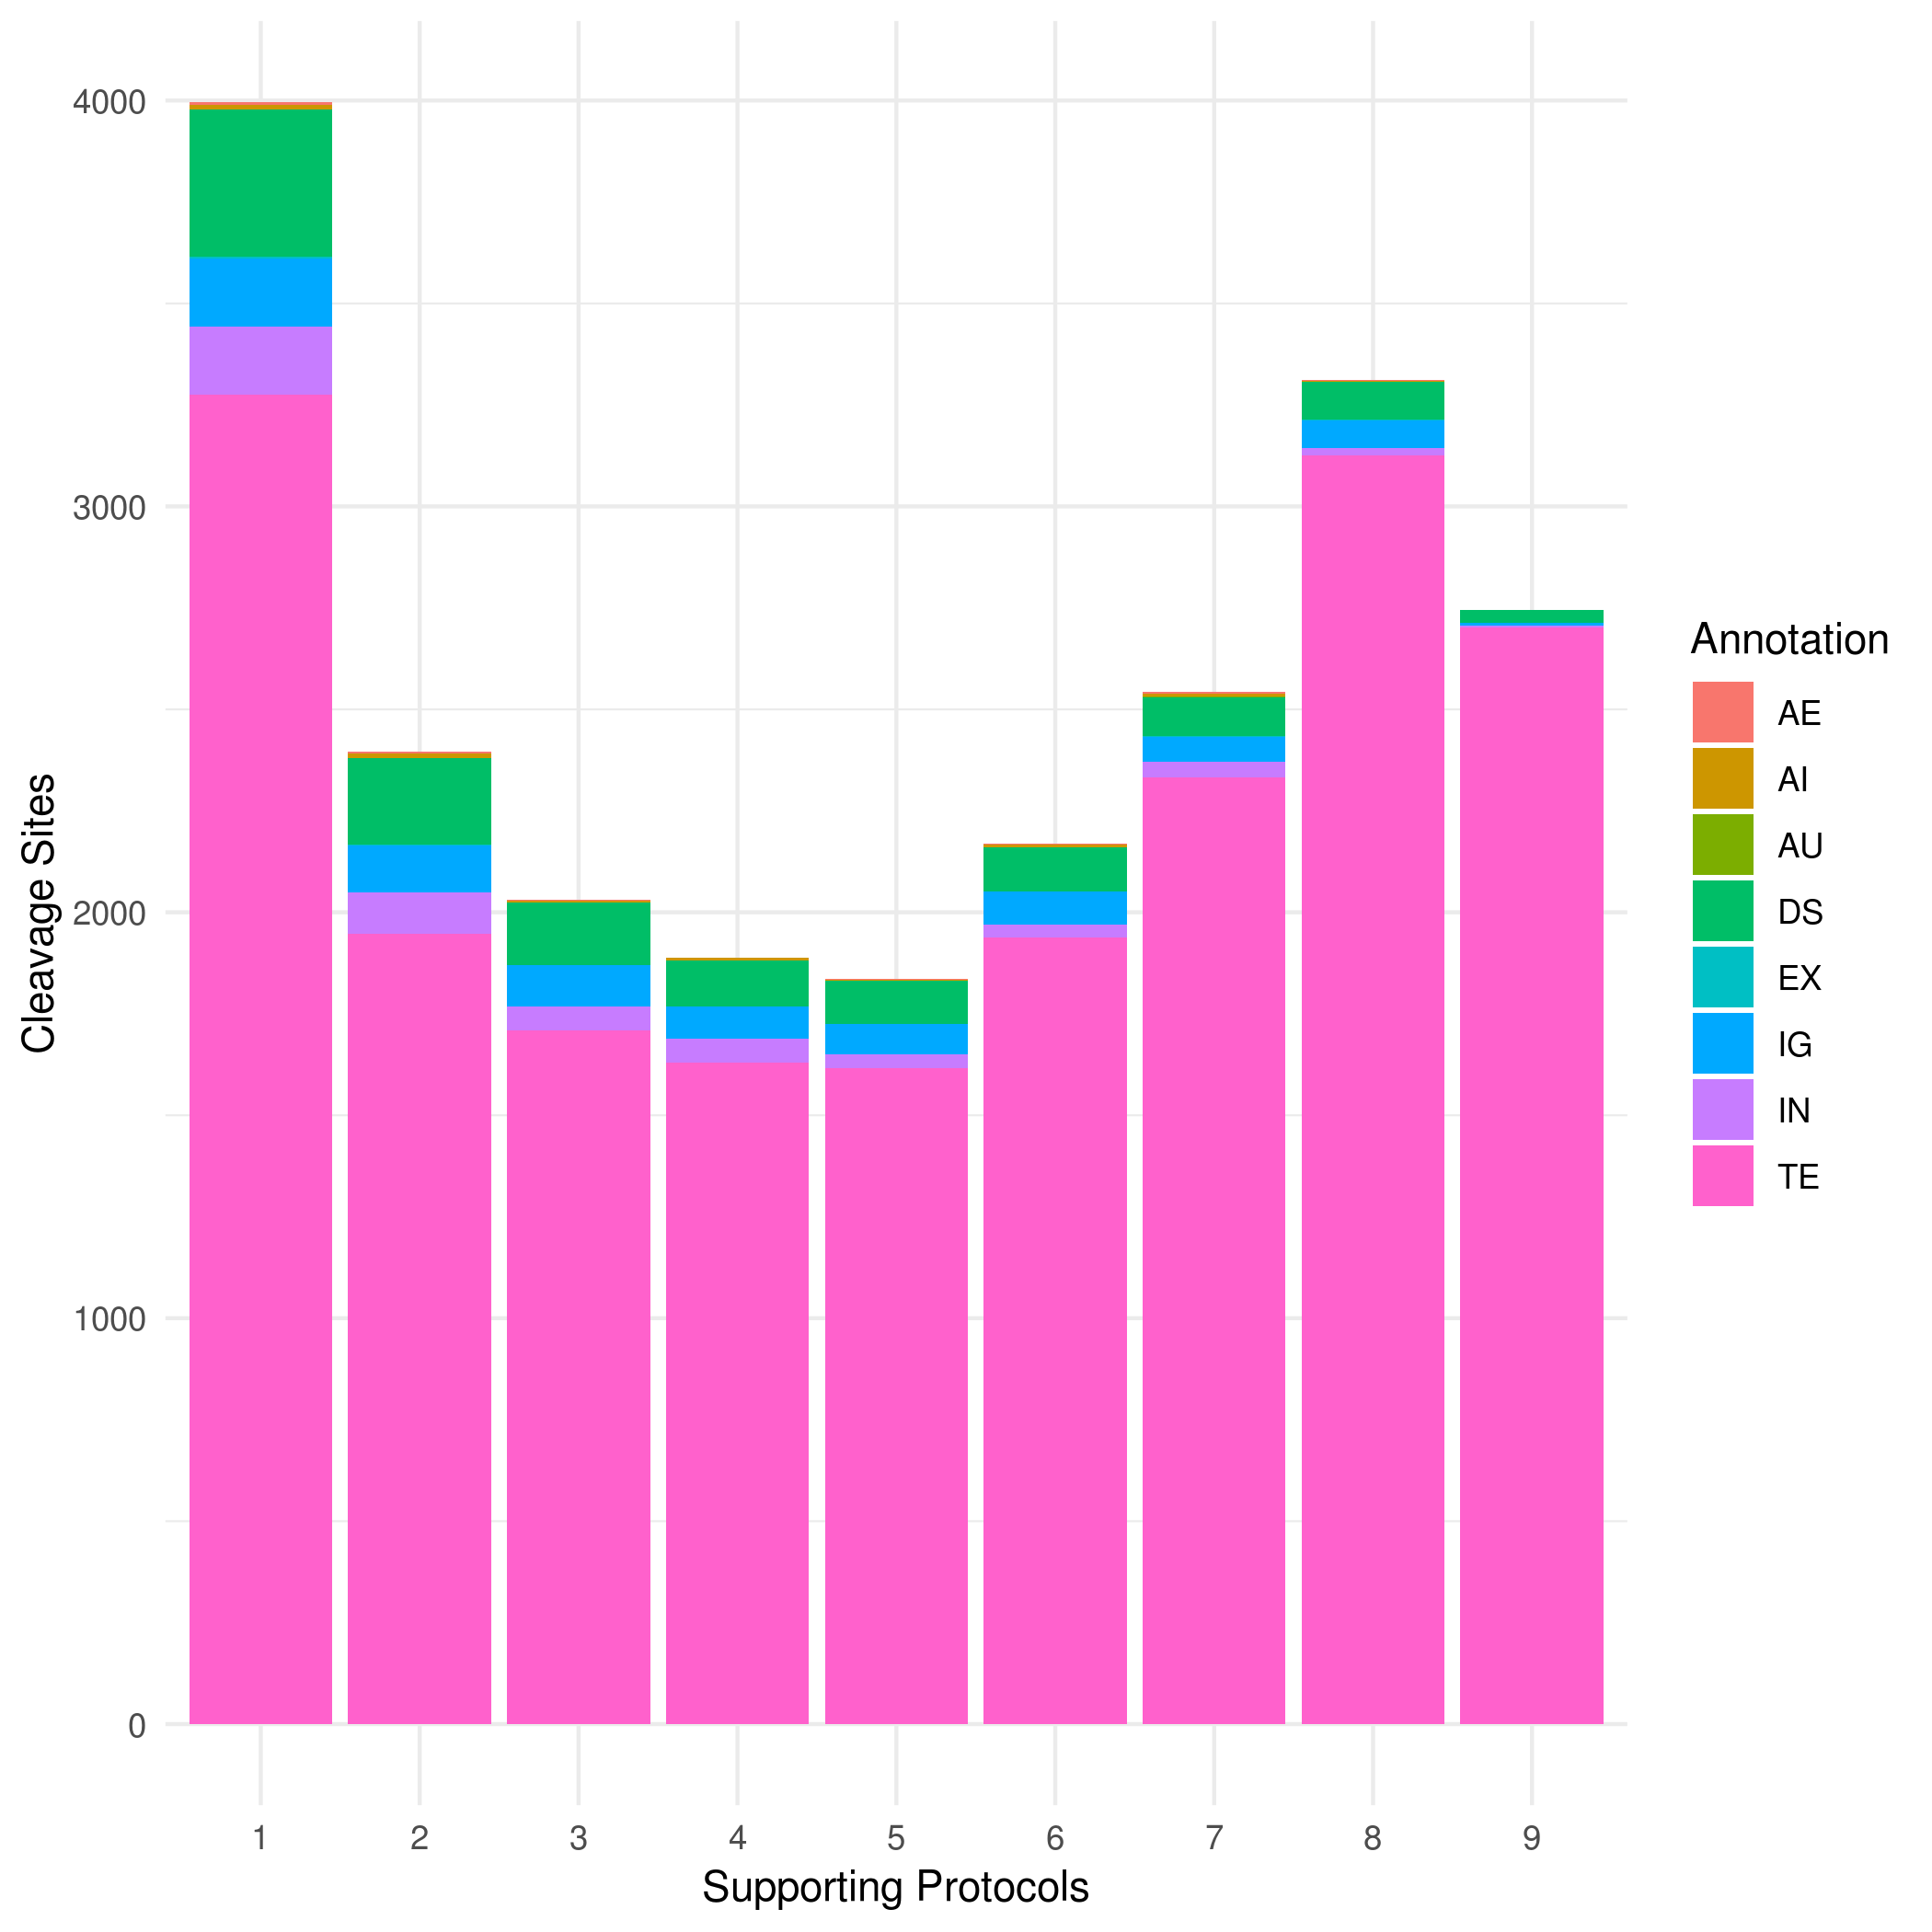 4000
3000
2000
1000
0
Cleavage Sites
1
2
3
4
5
6
7
8
9
Supporting Protocols
Annotation
AE
AI
AU
DS
EX
IG
IN
TE